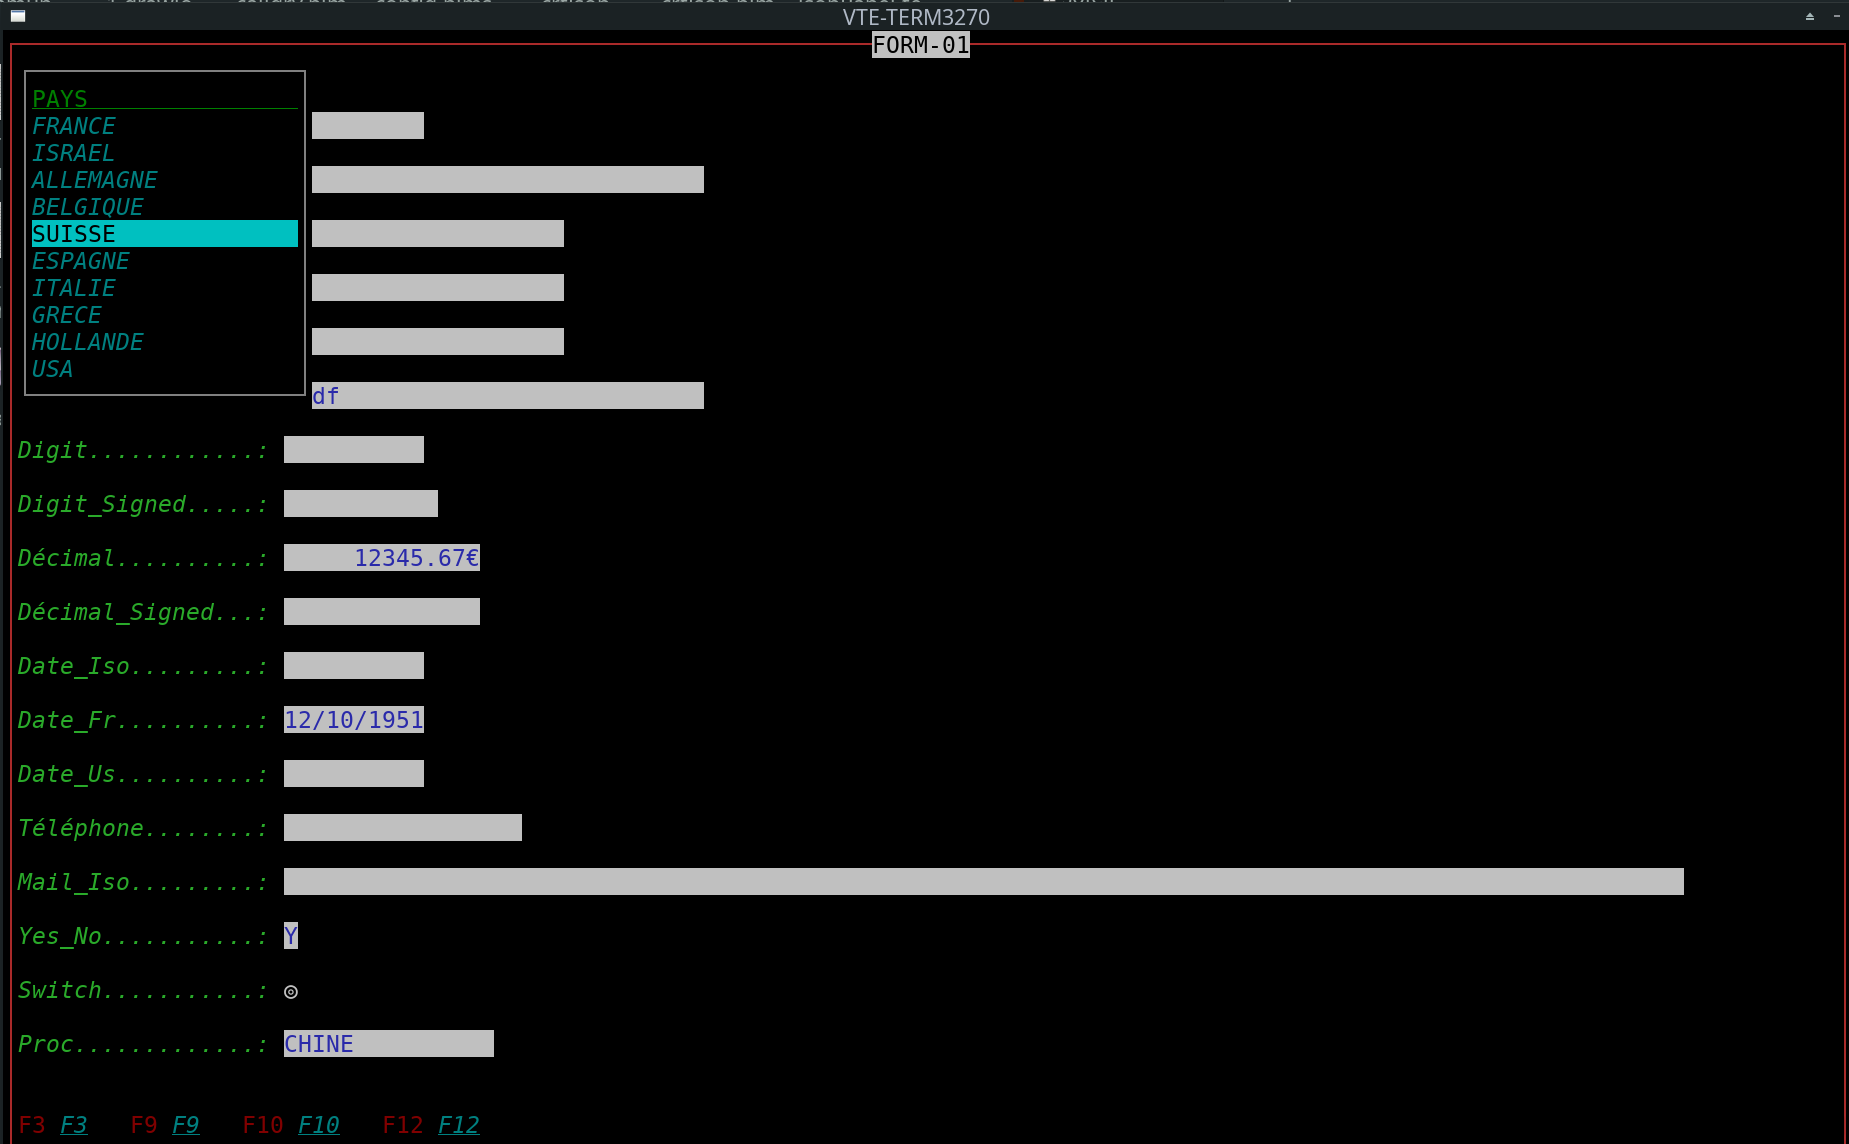 VTE-TERM3270
FORM-01
PAYS
FRANCE
ISRAEL
ALLEMAGNE
BELGIQUE
SUISSE
ESPAGNE
ITALIE
GRECE
HOLLANDE
USA
df
Digit............:
Digit_Signed.....:
Décimal..........: 12345.67€
Décimal_Signed...:
Date_Iso.........:
Date_Fr..........: 12/10/1951
Date_Us..........:
Téléphone........:
Mail_Iso.........:
Yes_No...........: Y
Switch...........: ◎
Proc.............: CHINE
F3 F3 F9 F9 F10 F10 F12 F12